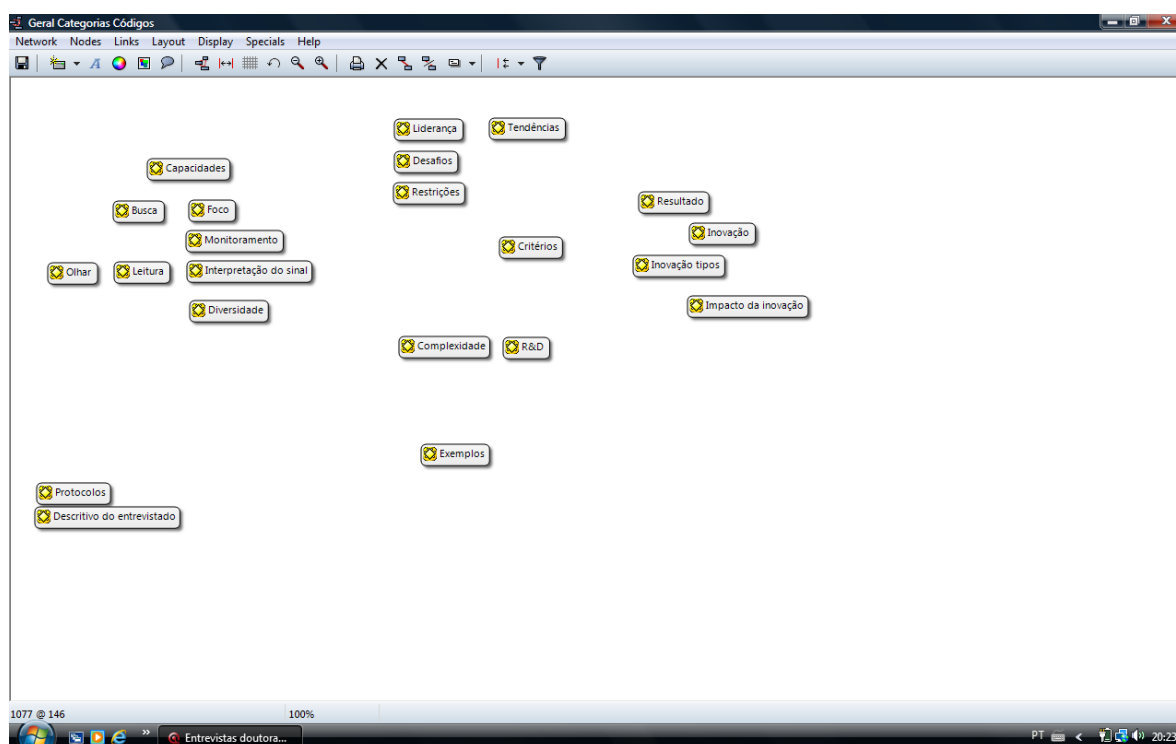 Geral Categorias Códigos
Network Nodes Links Layout Display Specials Help
A
Liderança
Tendências
Desafios
Capacidades
Restrições
Resultado
Busca
Foco
Inovação
Monitoramento
Critérios
Inovação tipos
Olhar
Leitura
Interpretação do sinal
Impacto da inovação
Diversidade
Complexidade
R&D
Exemplos
Protocolos
Descritivo do entrevistado
1077 @ 146 100%
» Entrevistas doutora... PT < 20:23